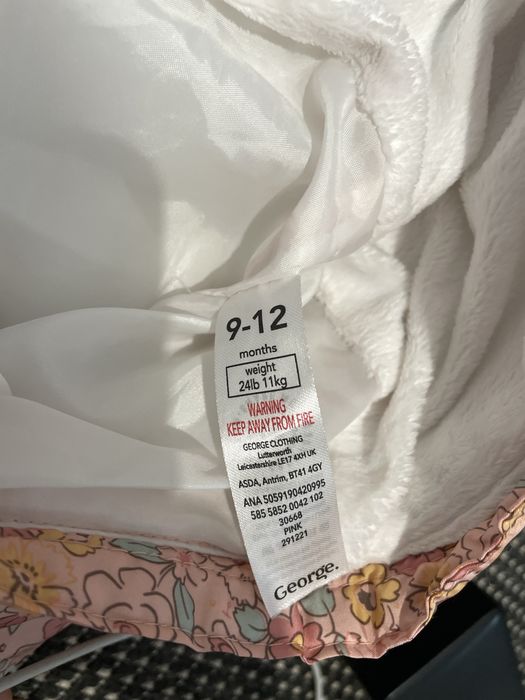 9-12
months
weight
24lb 11kg
WARNING
KEEP AWAY FROM FIRE
GEORGE CLOTHING
Lutterworth
Leicestershire LE17 4XH UK
ASDA, Antrim, BT41 4GY
ANA 5059190420995
585 5852 0042 102
30668
PINK
291221
George.